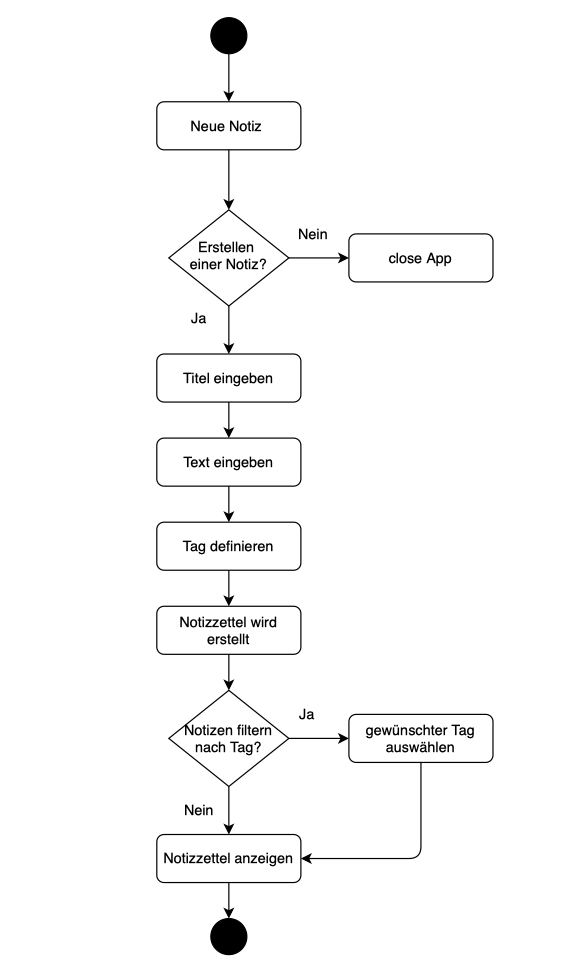 Neue Notiz
Erstellen
einer Notiz?
Nein
close App
Ja
Titel eingeben
Text eingeben
Tag definieren
Notizzettel wird
erstellt
Notizen filtern
nach Tag?
Ja
gewünschter Tag
auswählen
Nein
Notizzettel anzeigen